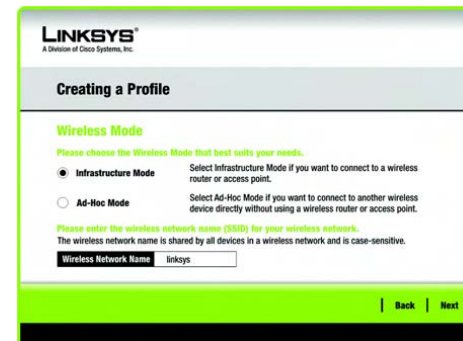 LINKSYS®
A Division of Cisco Systems, Inc.
Creating a Profile
Wireless Mode
Please choose the Wireless Mode that best suits your needs.
Infrastructure Mode
Select Infrastructure Mode if you want to connect to a wireless
router or access point.
Ad-Hoc Mode
Select Ad-Hoc Mode if you want to connect to another wireless
device directly without using a wireless router or access point.
Please enter the wireless network name (SSID) for your wireless network.
The wireless network name is shared by all devices in a wireless network and is case-sensitive.
Wireless Network Name linksys
Back Next